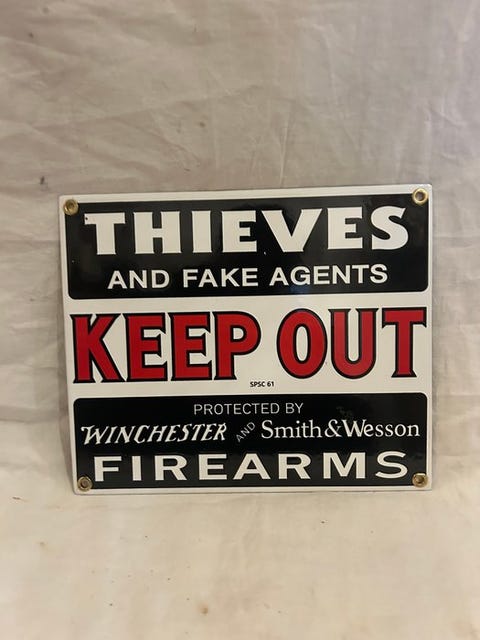 THIEVES
AND FAKE AGENTS
KEEP OUT
SPSC 61
PROTECTED BY
WINCHESTER AND Smith & Wesson
FIREARMS